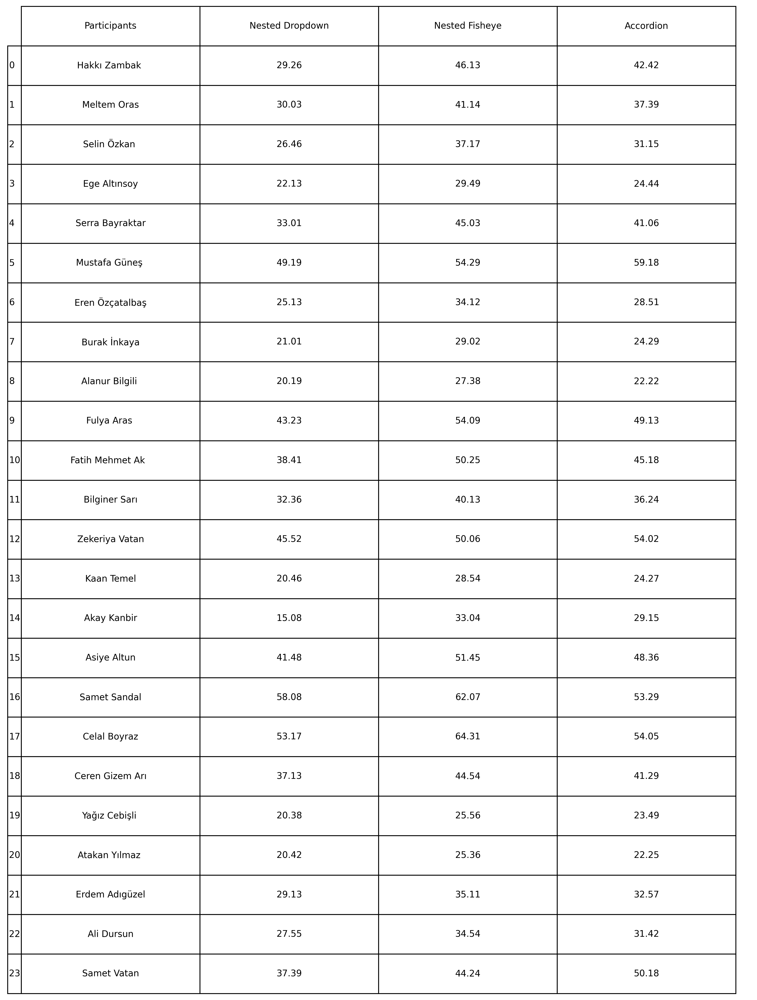 Participants Nested Dropdown Nested Fisheye Accordion
0 Hakkı Zambak 29.26 46.13 42.42
1 Meltem Oras 30.03 41.14 37.39
2 Selin Özkan 26.46 37.17 31.15
3 Ege Altınsoy 22.13 29.49 24.44
4 Serra Bayraktar 33.01 45.03 41.06
5 Mustafa Güneş 49.19 54.29 59.18
6 Eren Özçatalbaş 25.13 34.12 28.51
7 Burak İnkaya 21.01 29.02 24.29
8 Alanur Bilgili 20.19 27.38 22.22
9 Fulya Aras 43.23 54.09 49.13
10 Fatih Mehmet Ak 38.41 50.25 45.18
11 Bilginer Sarı 32.36 40.13 36.24
12 Zekeriya Vatan 45.52 50.06 54.02
13 Kaan Temel 20.46 28.54 24.27
14 Akay Kanbir 15.08 33.04 29.15
15 Asiye Altun 41.48 51.45 48.36
16 Samet Sandal 58.08 62.07 53.29
17 Celal Boyraz 53.17 64.31 54.05
18 Ceren Gizem Arı 37.13 44.54 41.29
19 Yağız Cebişli 20.38 25.56 23.49
20 Atakan Yılmaz 20.42 25.36 22.25
21 Erdem Adıgüzel 29.13 35.11 32.57
22 Ali Dursun 27.55 34.54 31.42
23 Samet Vatan 37.39 44.24 50.18